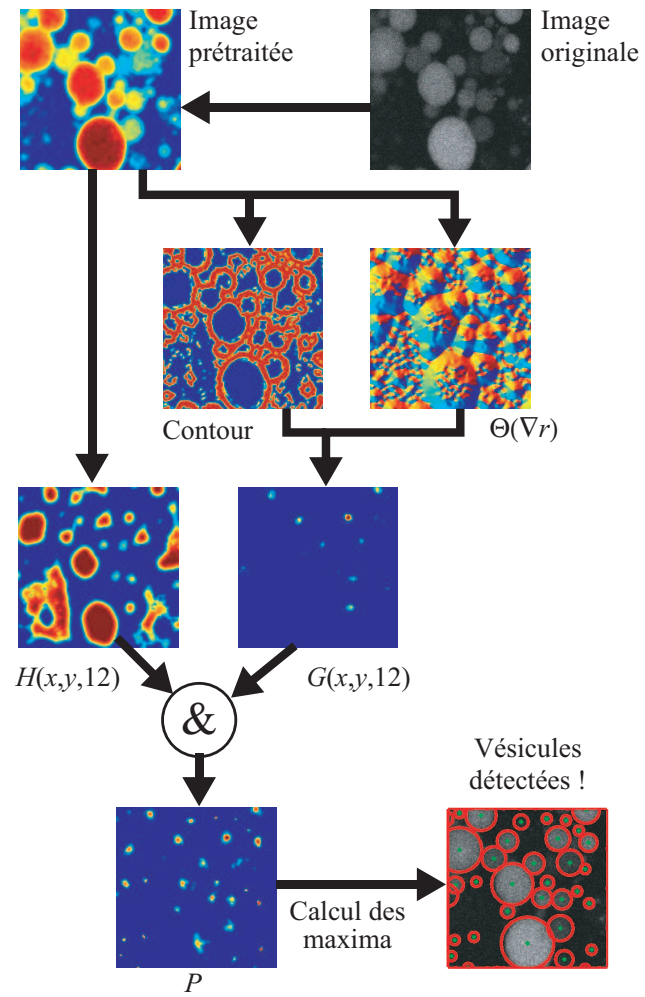 Image
prétraitée
Image
originale
Contour
Θ(∇r)
H(x,y,12)
G(x,y,12)
&
Vésicules
détectées !
Calcul des
maxima
P